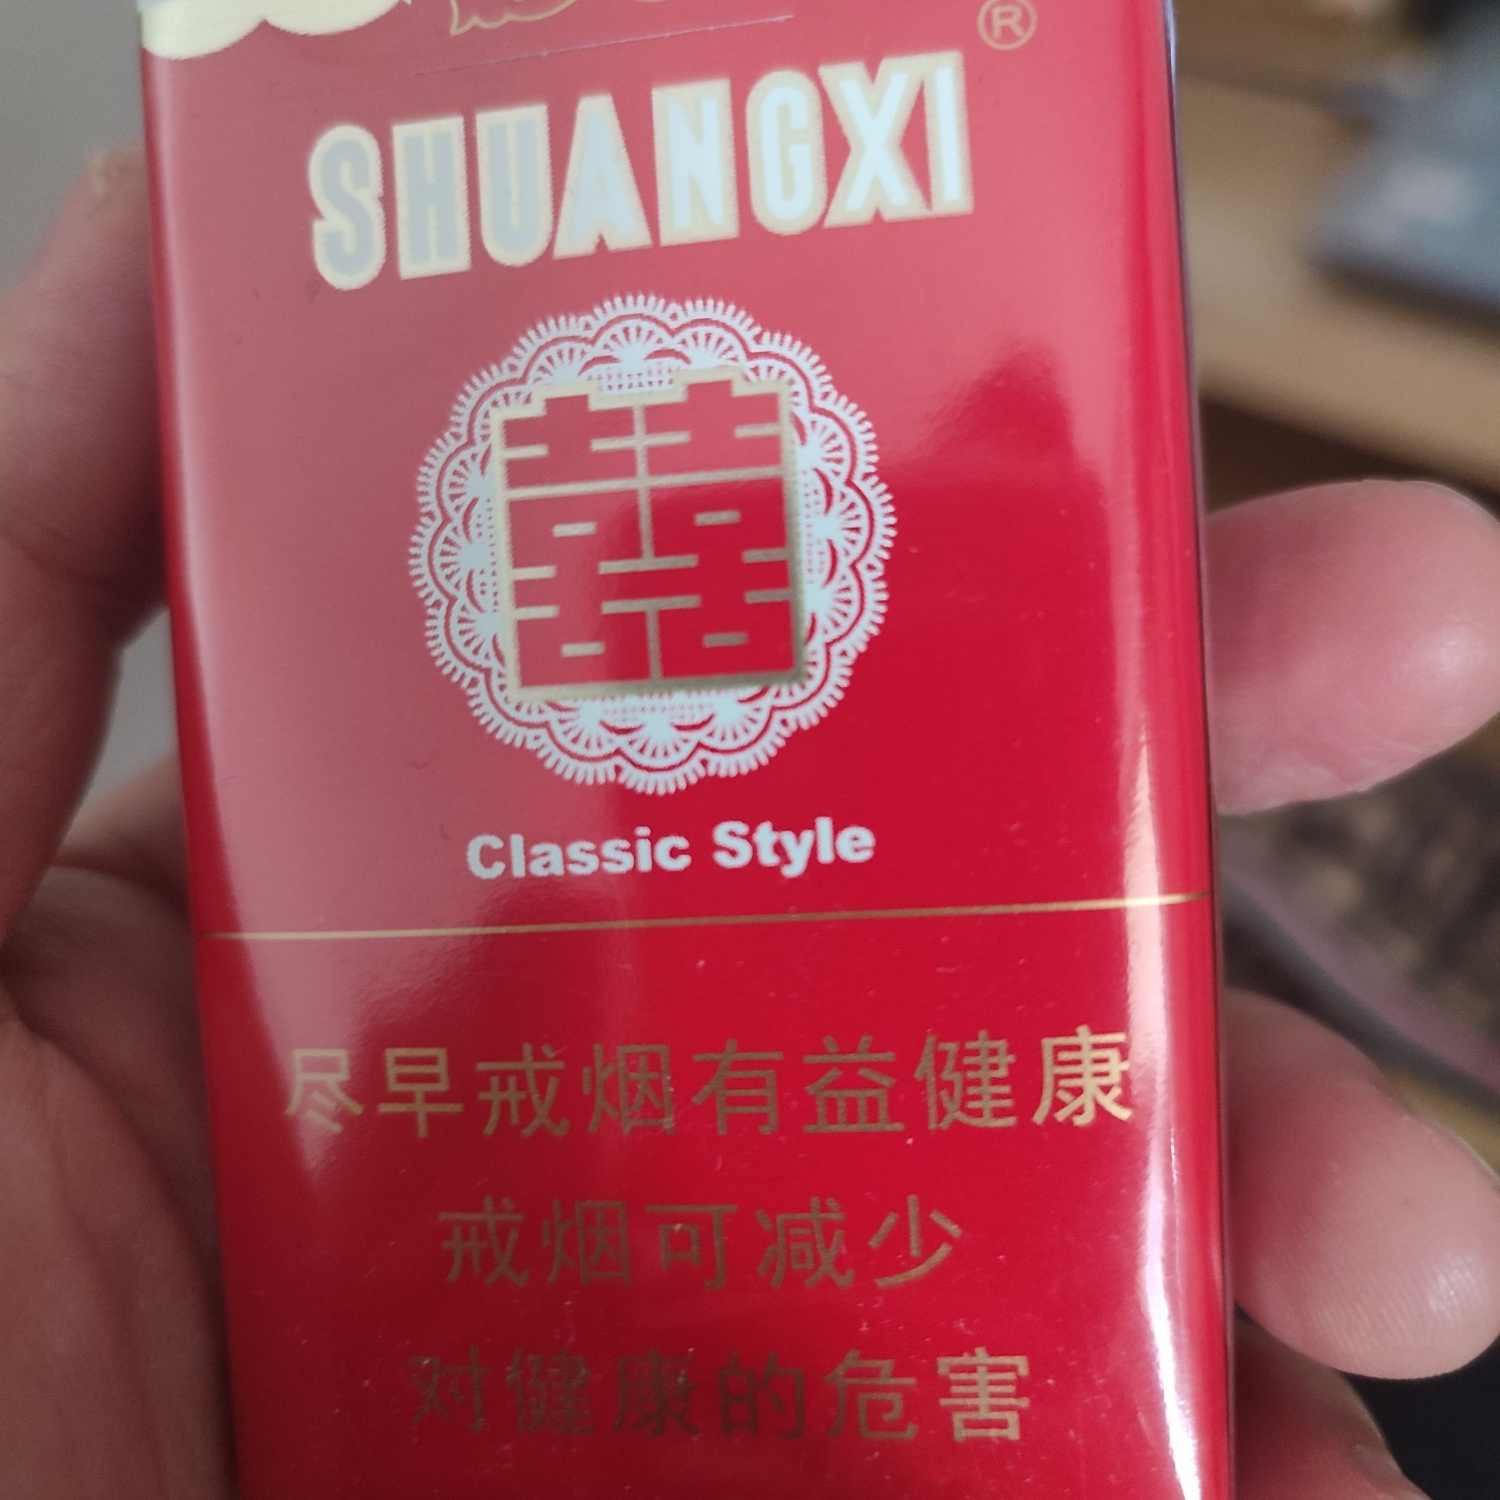 SHUANGXI®
囍
Classic Style
尽早戒烟有益健康
戒烟可减少
对健康的危害